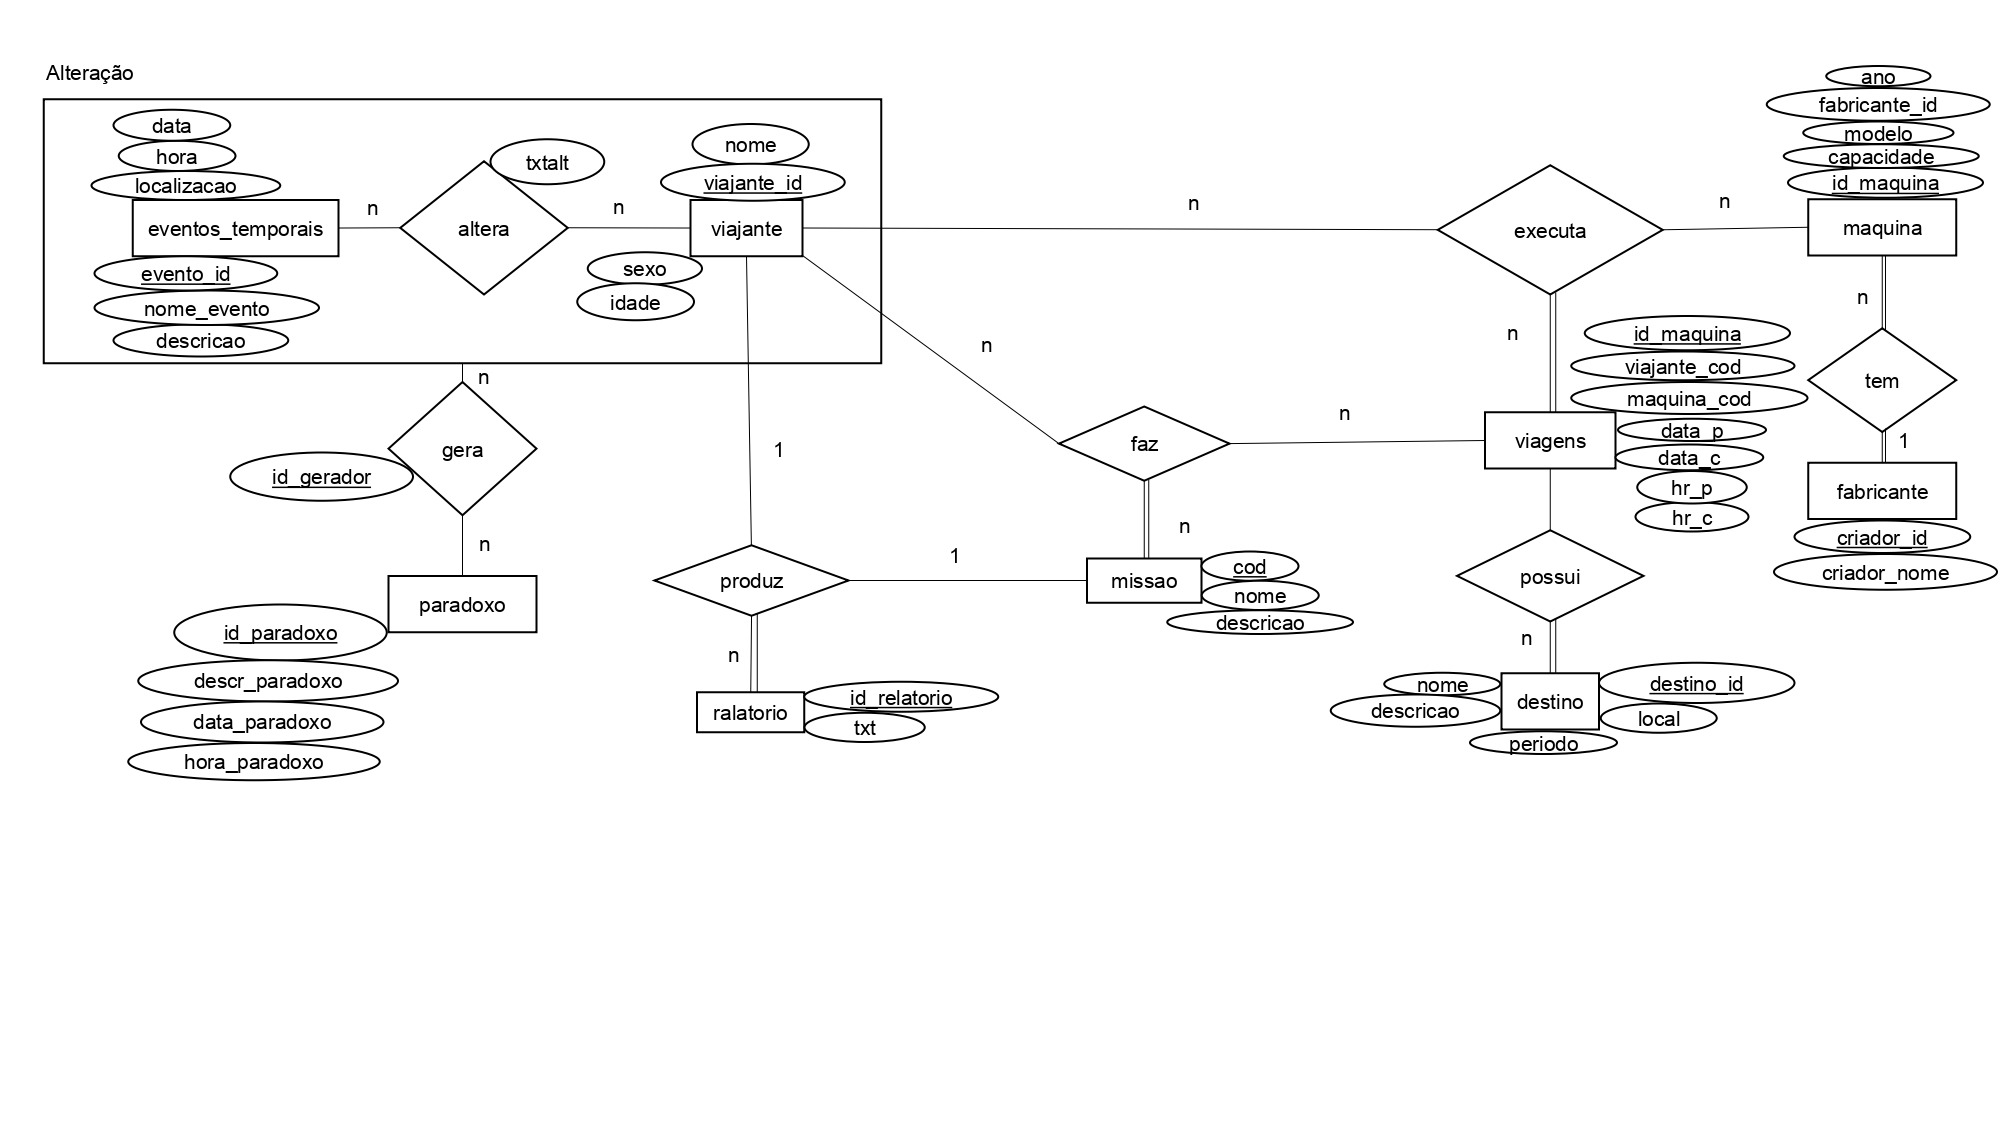 Alteração
data
hora
localizacao
eventos_temporais
evento_id
nome_evento
descricao
n
altera
txtalt
n
nome
viajante_id
viajante
sexo
idade
n
executa
n
ano
fabricante_id
modelo
capacidade
id_maquina
maquina
n
tem
1
fabricante
criador_id
criador_nome
n
id_maquina
viajante_cod
maquina_cod
viagens
data_p
data_c
hr_p
hr_c
n
faz
n
n
n
gera
id_gerador
n
paradoxo
id_paradoxo
descr_paradoxo
data_paradoxo
hora_paradoxo
1
produz
1
missao
cod
nome
descricao
n
ralatorio
id_relatorio
txt
possui
n
nome
descricao
destino
destino_id
local
periodo